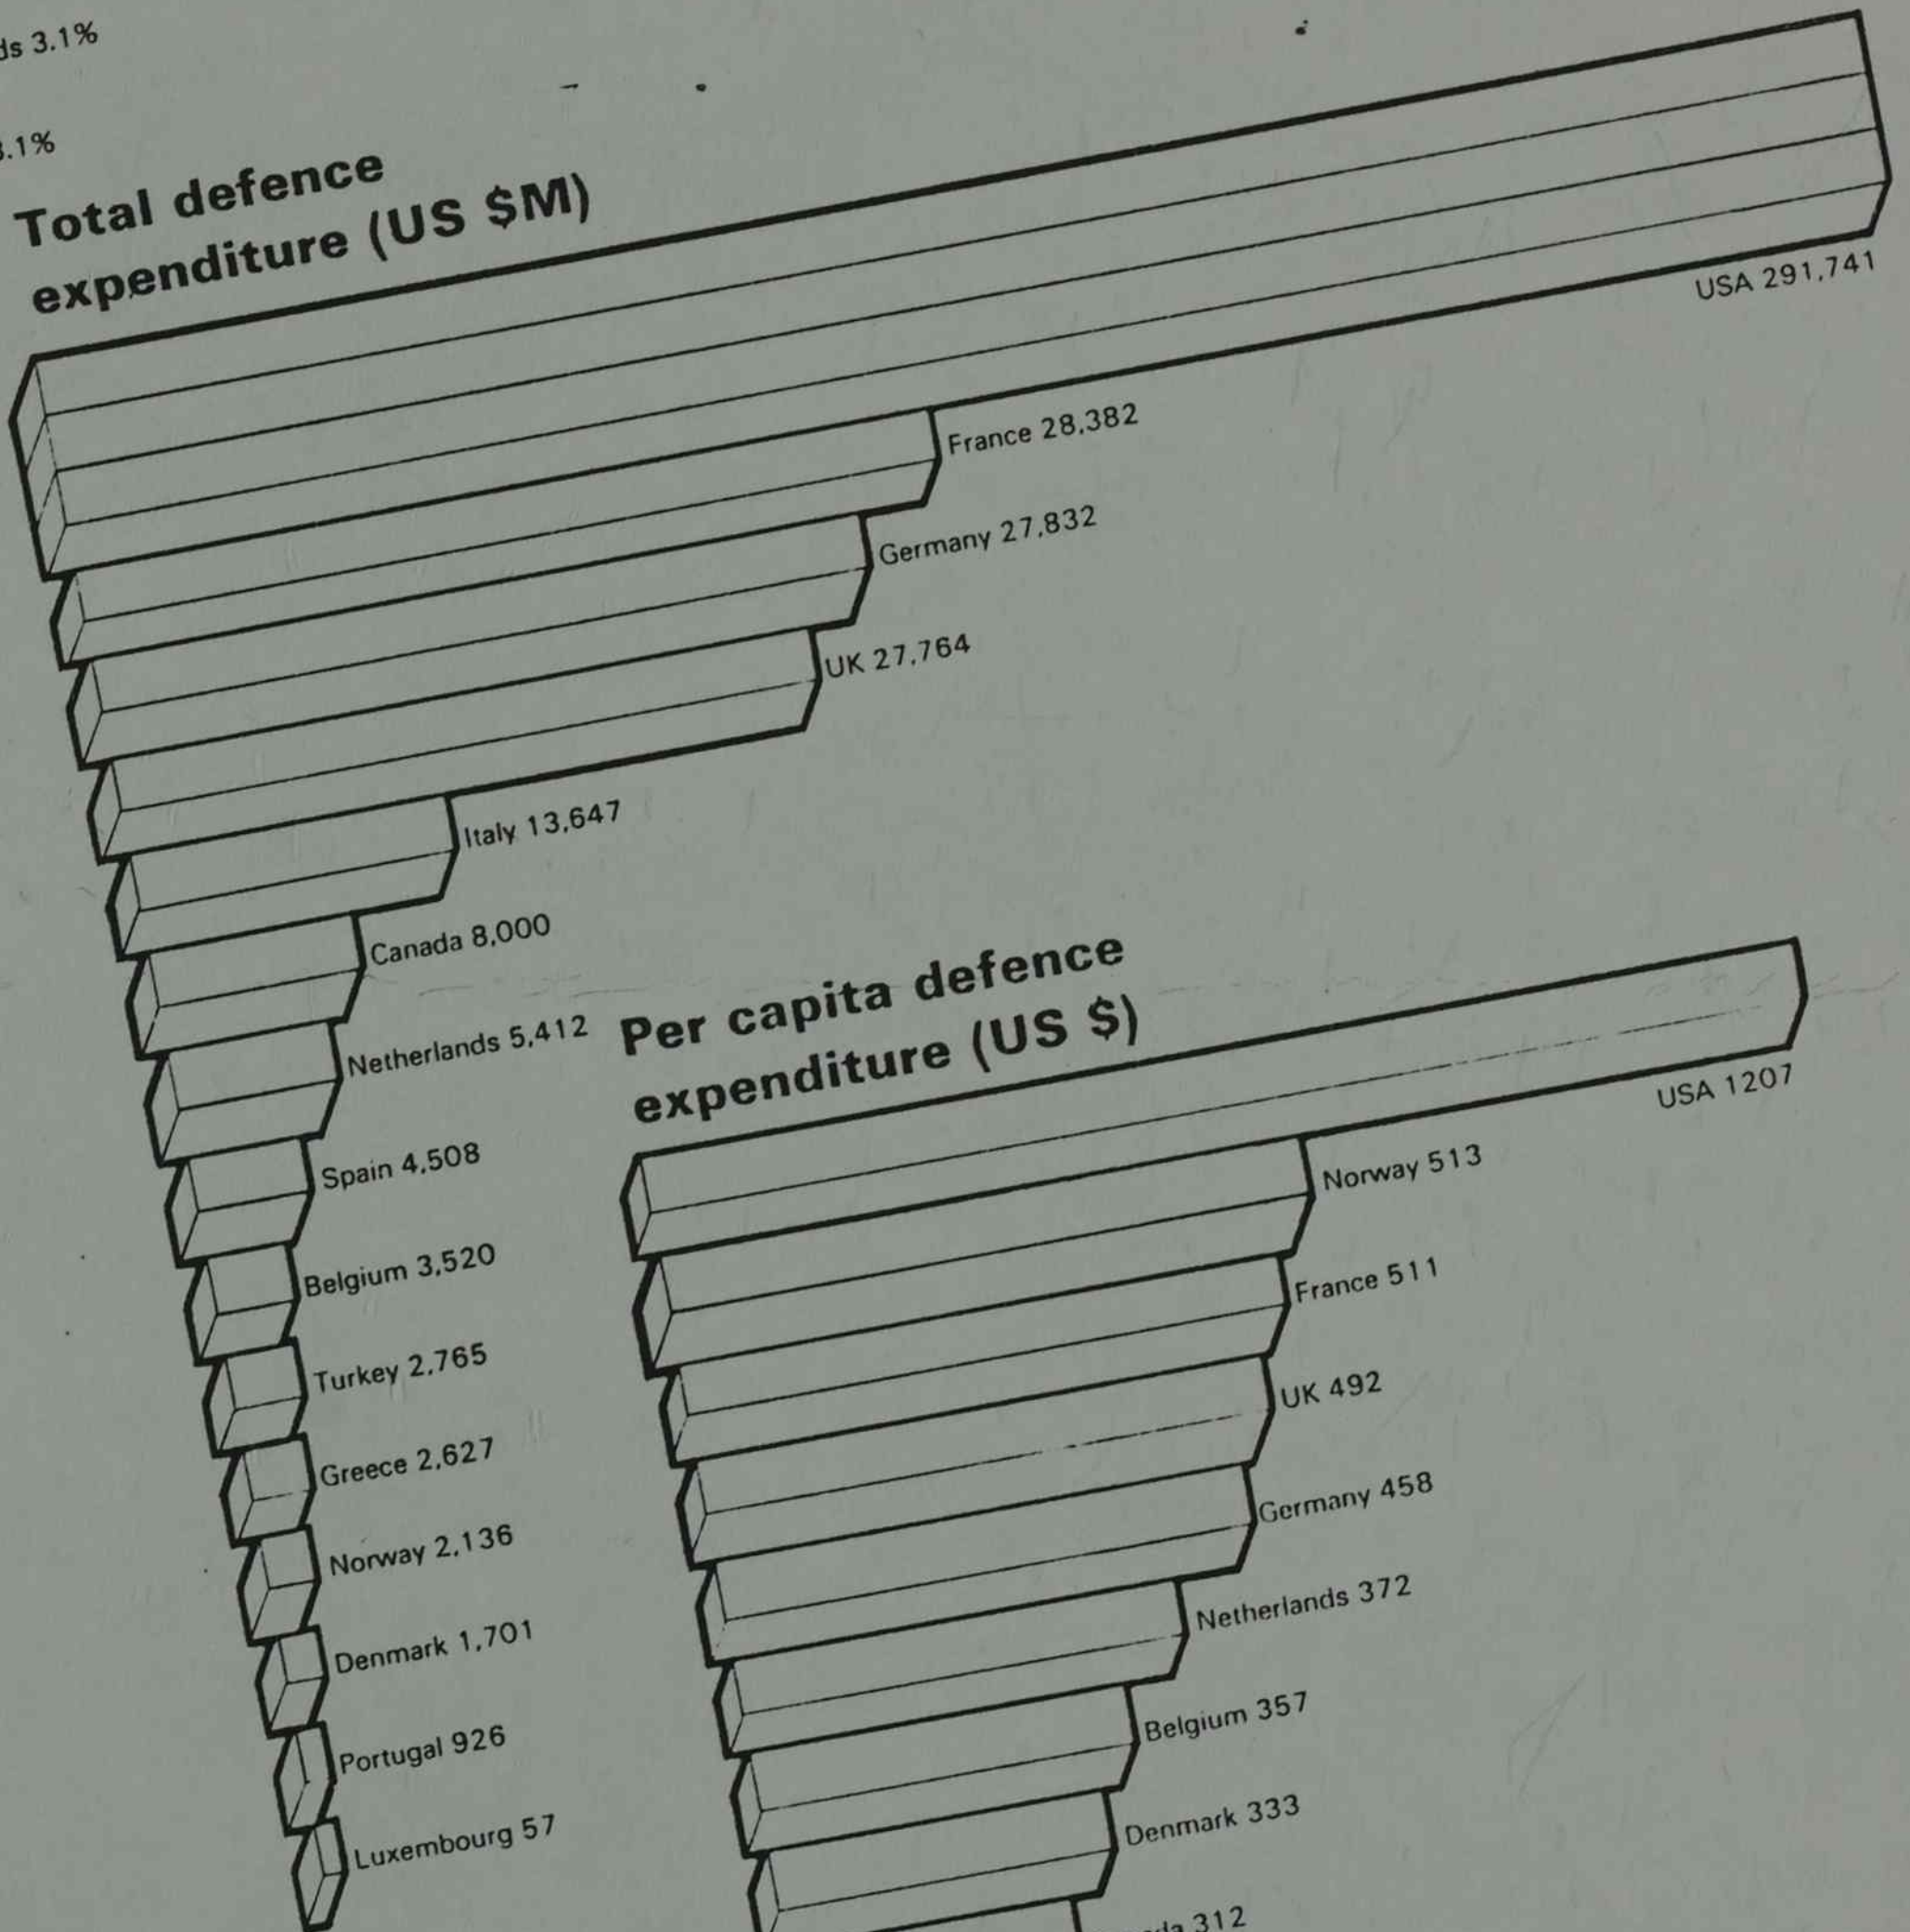 3.1%
Total defence
expenditure (US $M)
USA 291,741
France 28,382
Germany 27,832
UK 27,764
Italy 13,647
Canada 8,000
Netherlands 5,412
Spain 4,508
Belgium 3,520
Turkey 2,765
Greece 2,627
Norway 2,136
Denmark 1,701
Portugal 926
Luxembourg 57
Per capita defence
expenditure (US $)
USA 1207
Norway 513
France 511
UK 492
Germany 458
Netherlands 372
Belgium 357
Denmark 333
312